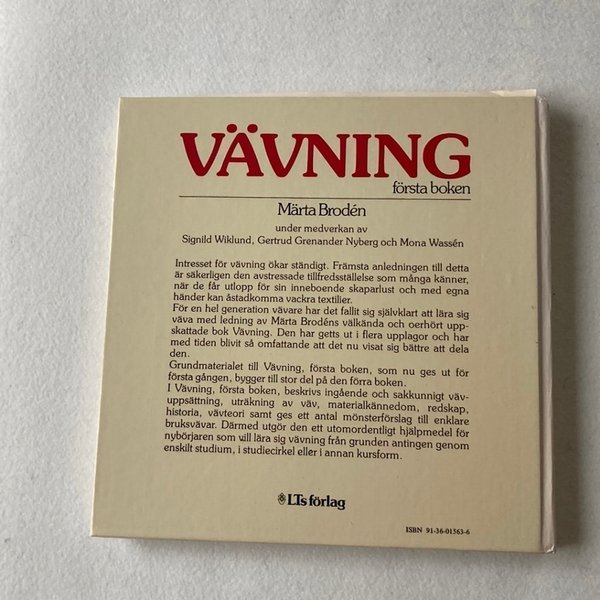 VÄVNING
första boken
Märta Brodén
under medverkan av
Signild Wiklund, Gertrud Grenander Nyberg och Mona Wassén
Intresset för vävning ökar ständigt. Främsta anledningen till detta
är säkerligen den avstressade tillfredsställelse som många känner,
när de får utlopp för sin inneboende skaparlust och med egna
händer kan åstadkomma vackra textilier.
För en hel generation vävare har det fallit sig självklart att lära sig
väva med ledning av Märta Brodéns välkända och oerhört upp-
skattade bok Vävning. Den har getts ut i flera upplagor och har
med tiden blivit så omfattande att det nu visat sig bättre att dela
den.
Grundmaterialet till Vävning, första boken, som nu ges ut för
första gången, bygger till stor del på den förra boken.
I Vävning, första boken, beskrivs ingående och sakkunnigt väv-
uppsättning, uträkning av väv, materialkännedom, redskap,
historia, vävteori samt ges ett antal mönsterförslag till enklare
bruksvävar. Därmed utgör den ett utomordentligt hjälpmedel för
nybörjaren som vill lära sig vävning från grunden antingen genom
enskilt studium, i studiecirkel eller i annan kursform.
LTs förlag
ISBN 91-36-01563-6